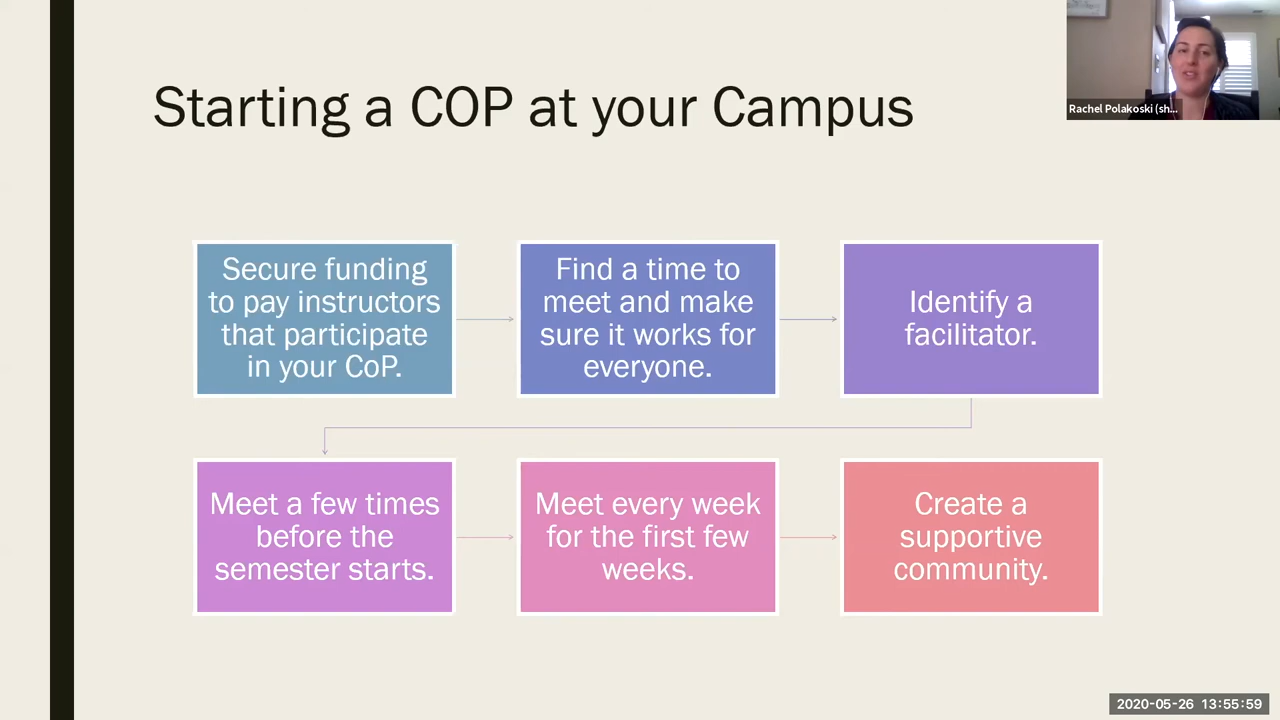 Starting a COP at your Campus
Rachel Polakoski (sh...
Secure funding
to pay instructors
that participate
in your CoP.
Find a time to
meet and make
sure it works for
everyone.
Identify a
facilitator.
Meet a few times
before the
semester starts.
Meet every week
for the first few
weeks.
Create a
supportive
community.
2020-05-26 13:55:59